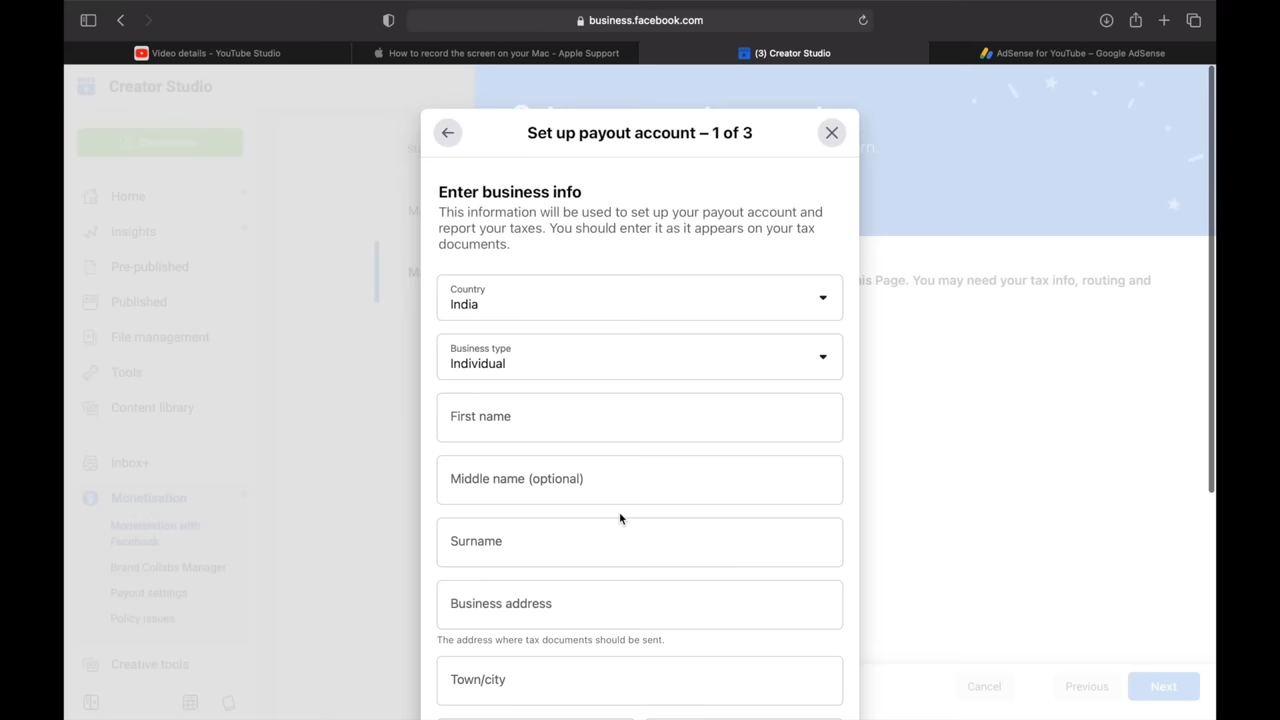 business.facebook.com
Video details - YouTube Studio
How to record the screen on your Mac - Apple Support
(3) Creator Studio
AdSense for YouTube – Google AdSense
Creator Studio
Home
Insights
Pre-published
Published
File management
Tools
Content library
Inbox+
Monetisation
Monetisation with
Facebook
Brand Collabs Manager
Payout settings
Policy issues
Creative tools
Set up payout account – 1 of 3
Enter business info
This information will be used to set up your payout account and
report your taxes. You should enter it as it appears on your tax
documents.
Country
India
Business type
Individual
First name
Middle name (optional)
Surname
Business address
The address where tax documents should be sent.
Town/city
his Page. You may need your tax info, routing and
Cancel
Previous
Next